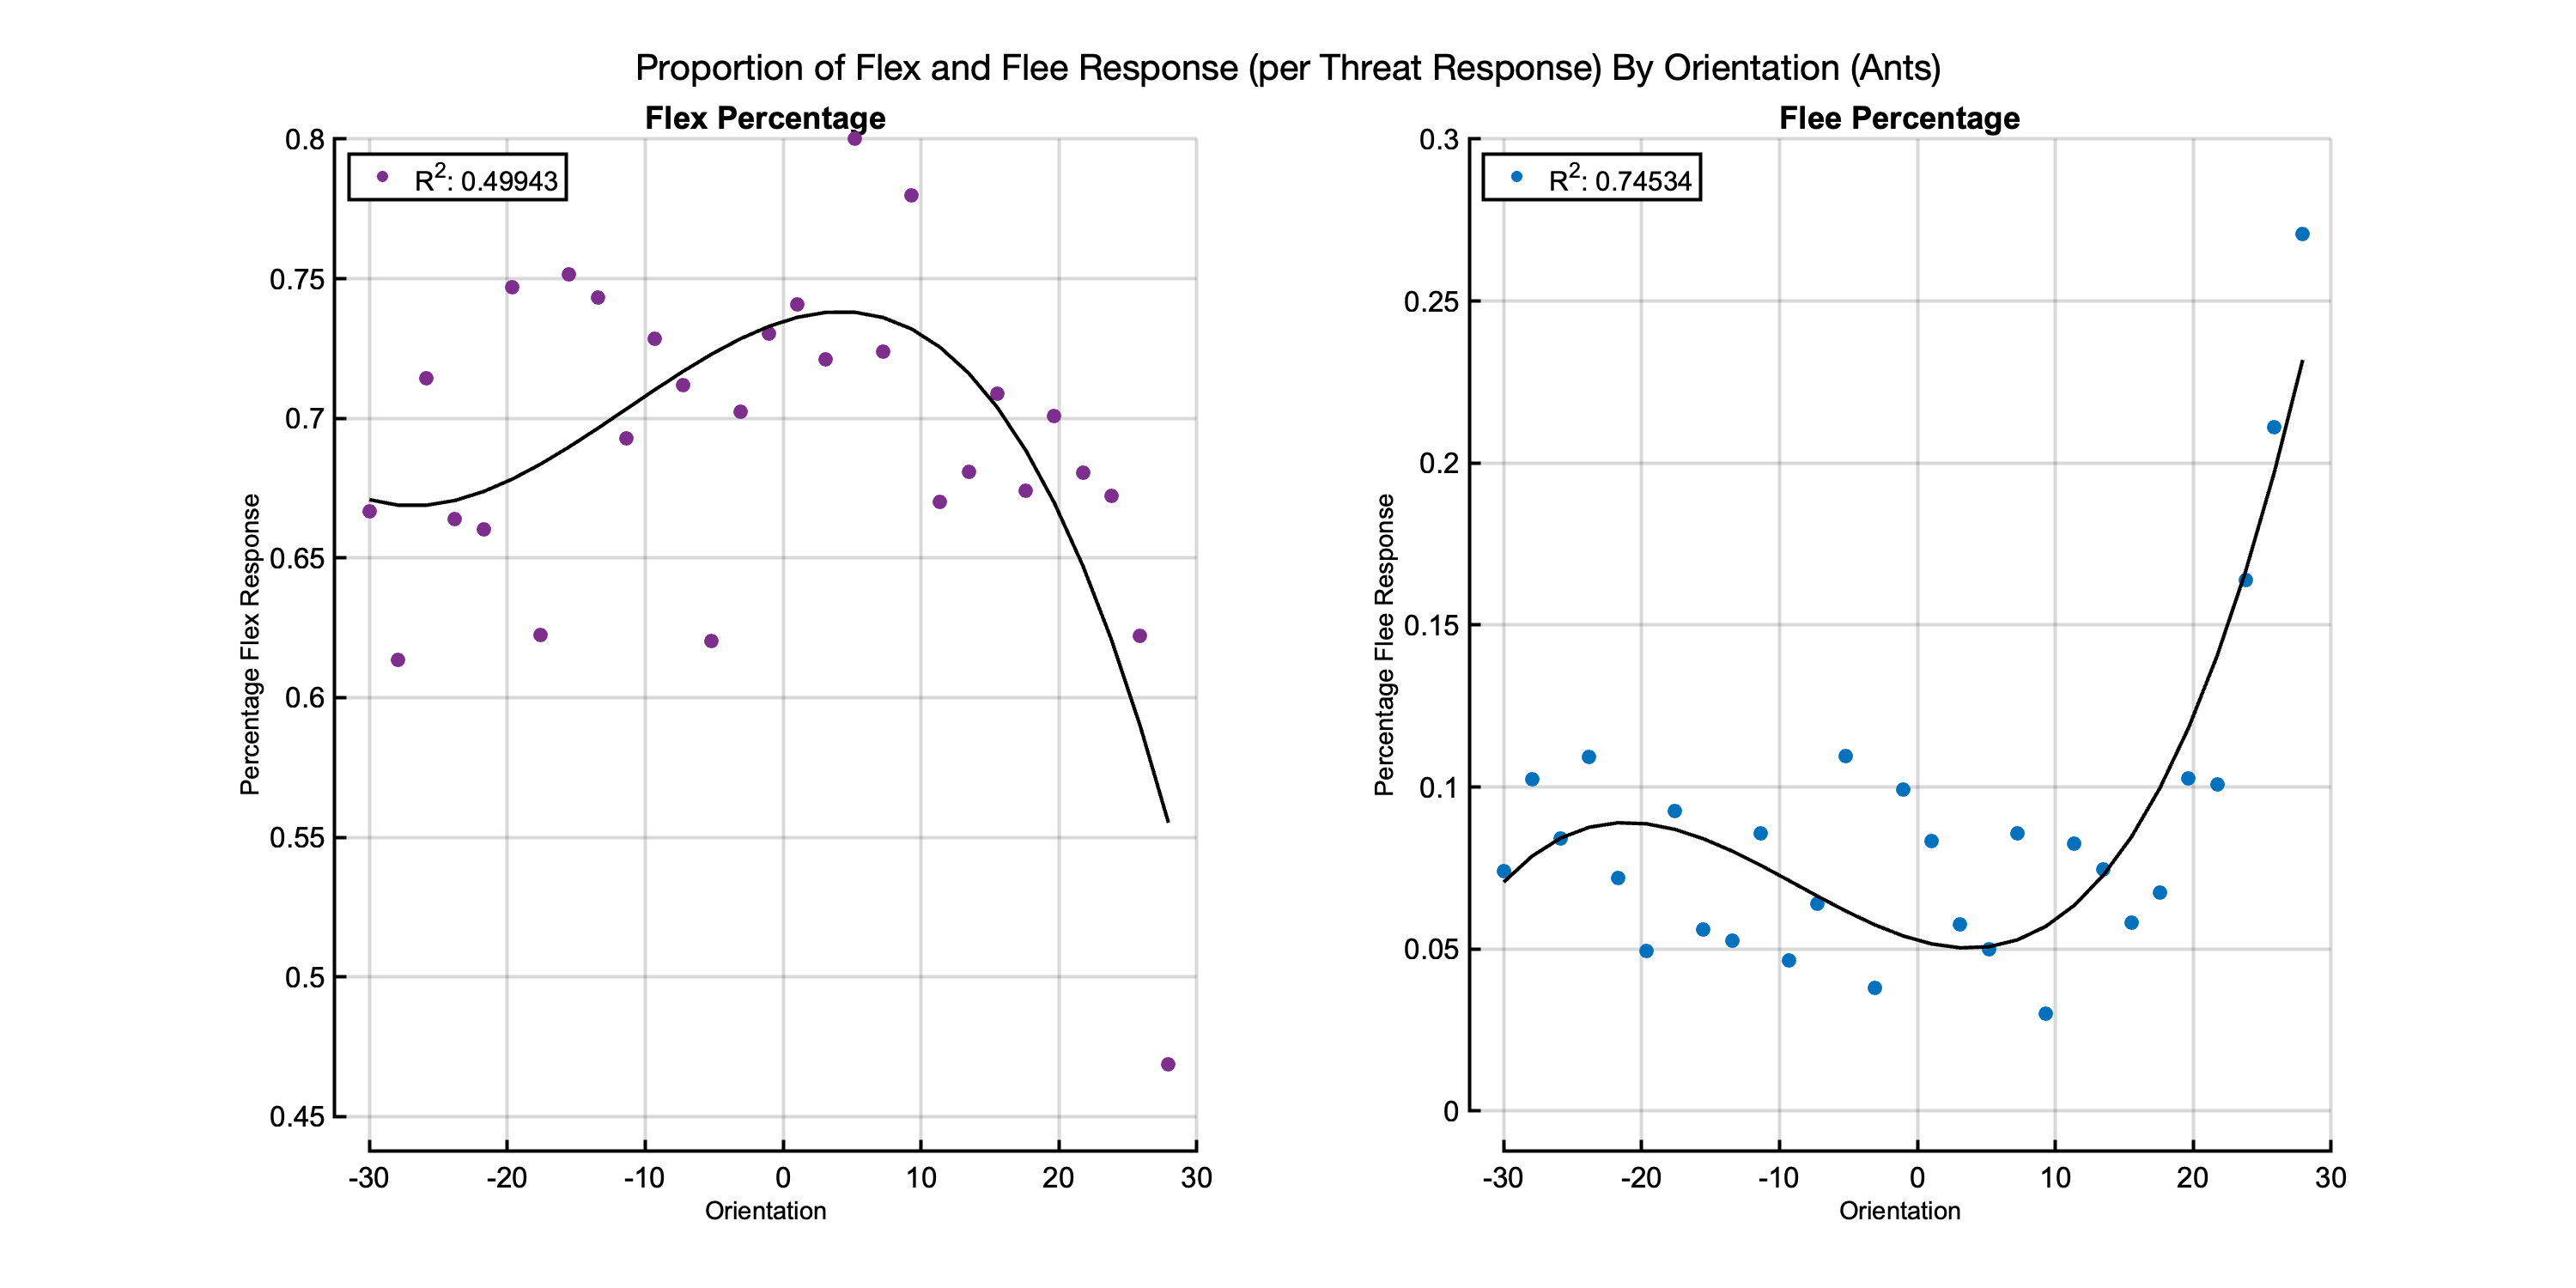 Proportion of Flex and Flee Response (per Threat Response) By Orientation (Ants)
Flex Percentage
R²: 0.49943
Percentage Flex Response
0.8
0.75
0.7
0.65
0.6
0.55
0.5
0.45
-30 -20 -10 0 10 20 30
Orientation
Flee Percentage
R²: 0.74534
Percentage Flee Response
0.3
0.25
0.2
0.15
0.1
0.05
0
-30 -20 -10 0 10 20 30
Orientation